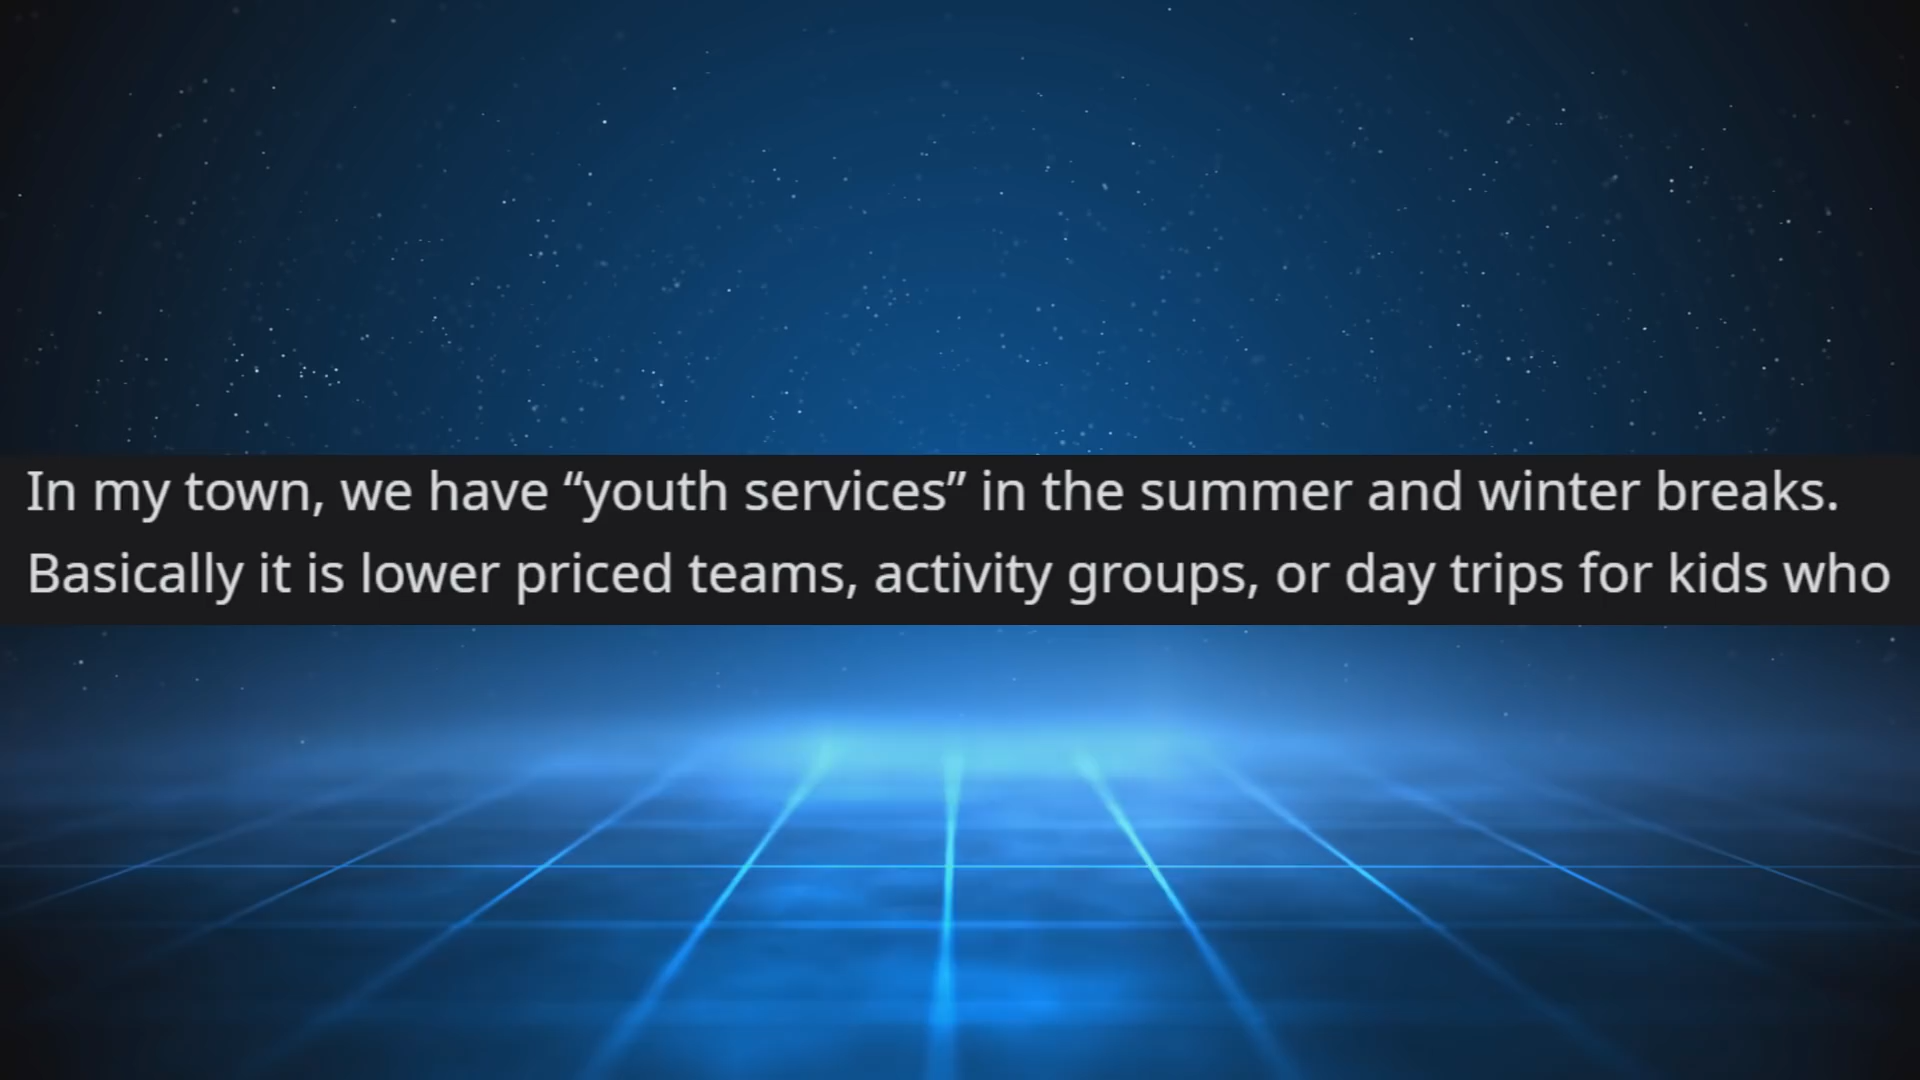 In my town, we have “youth services” in the summer and winter breaks.
Basically it is lower priced teams, activity groups, or day trips for kids who